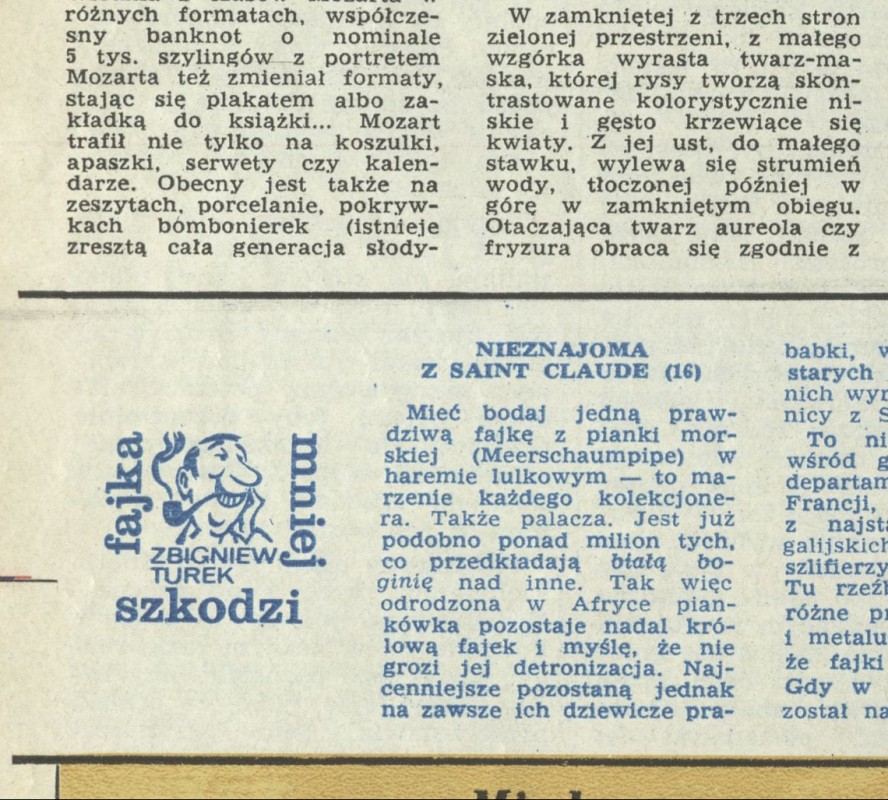 różnych formatach, współcze-
sny banknot o nominale
5 tys. szylingów z portretem
Mozarta też zmieniał formaty,
stając się plakatem albo za-
kładką do książki... Mozart
trafił nie tylko na koszulki,
apaszki, serwety czy kalen-
darze. Obecny jest także na
zeszytach, porcelanie, pokryw-
kach bombonierek (istnieje
zresztą cała generacja słody-
W zamkniętej z trzech stron
zielonej przestrzeni, z małego
wzgórka wyrasta twarz-ma-
ska, której rysy tworzą skon-
trastowane kolorystycznie ni-
skie i gęsto krzewiące się
kwiaty. Z jej ust, do małego
stawku, wylewa się strumień
wody, tłoczonej później w
górę w zamkniętym obiegu.
Otaczająca twarz aureola czy
fryzura obraca się zgodnie z
fajka
mniej
ZBIGNIEW
TUREK
szkodzi
NIEZNAJOMA
Z SAINT CLAUDE (16)
Mieć bodaj jedną praw-
dziwą fajkę z pianki mor-
skiej (Meerschaumpipe) w
haremie lulkowym — to ma-
rzenie każdego kolekcjone-
ra. Także palacza. Jest już
podobno ponad milion tych,
co przedkładają białą bo-
ginię nad inne. Tak więc
odrodzona w Afryce pian-
kówka pozostaje nadal kró-
lową fajek i myślę, że nie
grozi jej detronizacja. Naj-
cenniejsze pozostaną jednak
na zawsze ich dziewicze pra-
babki, w
starych
nich wyr
nicy z S
To ni
wśród g
departam
Francji,
z najsta
galijskich
szlifierzy
Tu rzeźb
różne pr
i metalu
że fajki
Gdy w
został na